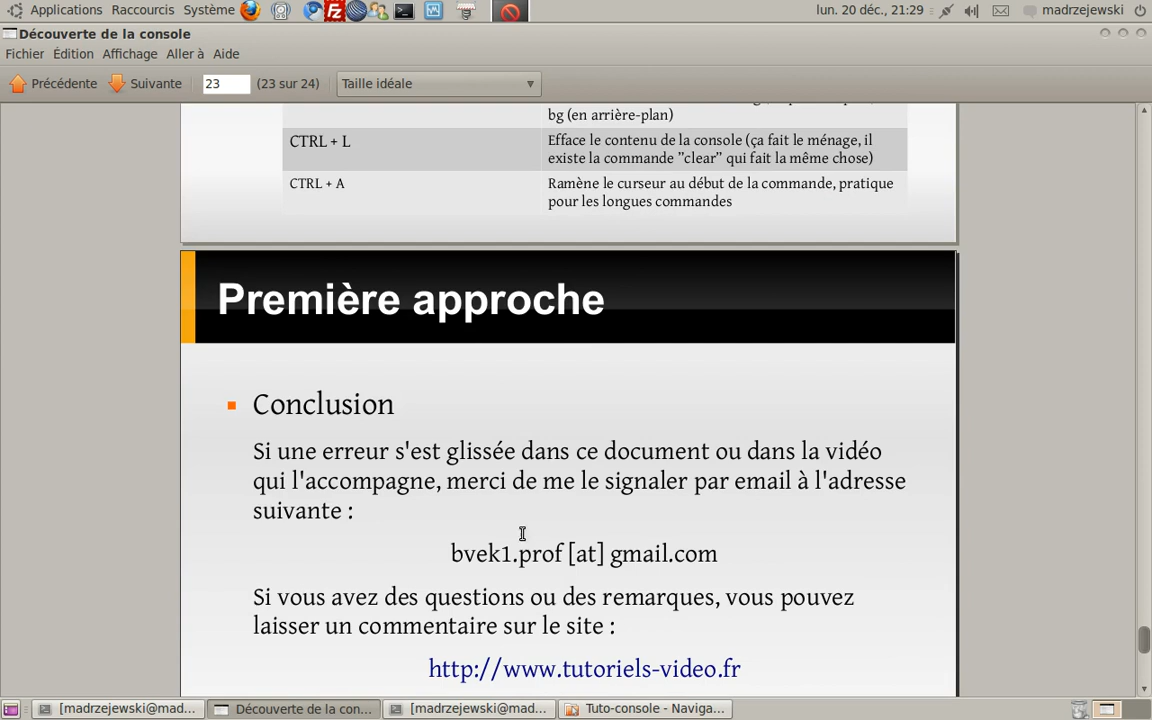 Applications Raccourcis Système lun. 20 déc., 21:29 madrzejewski
Découverte de la console
Fichier Édition Affichage Aller à Aide
Précédente Suivante 23 (23 sur 24) Taille idéale
bg (en arrière-plan)
CTRL + L Efface le contenu de la console (ça fait le ménage, il
existe la commande ”clear” qui fait la même chose)
CTRL + A Ramène le curseur au début de la commande, pratique
pour les longues commandes
Première approche
Conclusion
Si une erreur s'est glissée dans ce document ou dans la vidéo
qui l'accompagne, merci de me le signaler par email à l'adresse
suivante :
bvek1.prof [at] gmail.com
Si vous avez des questions ou des remarques, vous pouvez
laisser un commentaire sur le site :
http://www.tutoriels-video.fr
[madrzejewski@mad... Découverte de la con... [madrzejewski@mad... Tuto-console - Naviga...